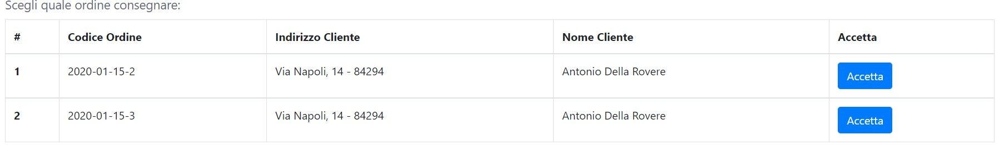 Scegli quale ordine consegnare:
# Codice Ordine Indirizzo Cliente Nome Cliente Accetta
1 2020-01-15-2 Via Napoli, 14 - 84294 Antonio Della Rovere Accetta
2 2020-01-15-3 Via Napoli, 14 - 84294 Antonio Della Rovere Accetta